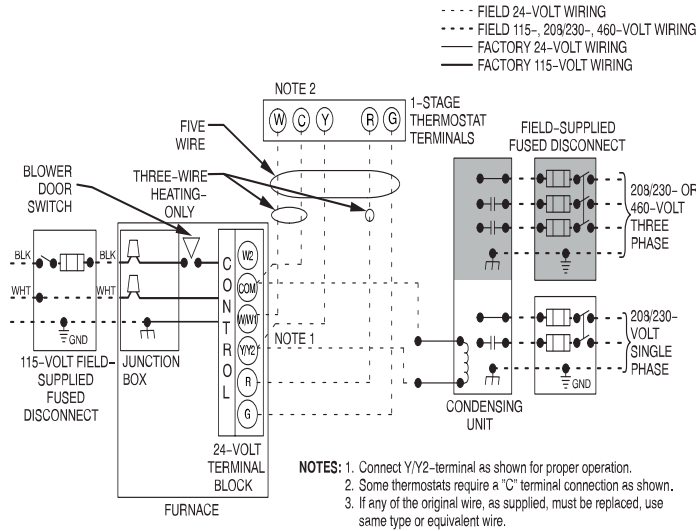 FIELD 24-VOLT WIRING
FIELD 115-, 208/230-, 460-VOLT WIRING
FACTORY 24-VOLT WIRING
FACTORY 115-VOLT WIRING
NOTE 2
W C Y R G
1-STAGE
THERMOSTAT
TERMINALS
FIVE
WIRE
FIELD-SUPPLIED
FUSED DISCONNECT
BLOWER
DOOR
SWITCH
THREE-WIRE
HEATING-
ONLY
208/230- OR
460-VOLT
THREE
PHASE
BLK
BLK
WHT
WHT
GND
CONTROL
W2
COM
W/W1
Y/Y2
R
G
NOTE 1
208/230-
VOLT
SINGLE
PHASE
GND
115-VOLT FIELD-
SUPPLIED
FUSED
DISCONNECT
JUNCTION
BOX
CONDENSING
UNIT
24-VOLT
TERMINAL
BLOCK
FURNACE
NOTES: 1. Connect Y/Y2-terminal as shown for proper operation.
2. Some thermostats require a "C" terminal connection as shown.
3. If any of the original wire, as supplied, must be replaced, use
same type or equivalent wire.